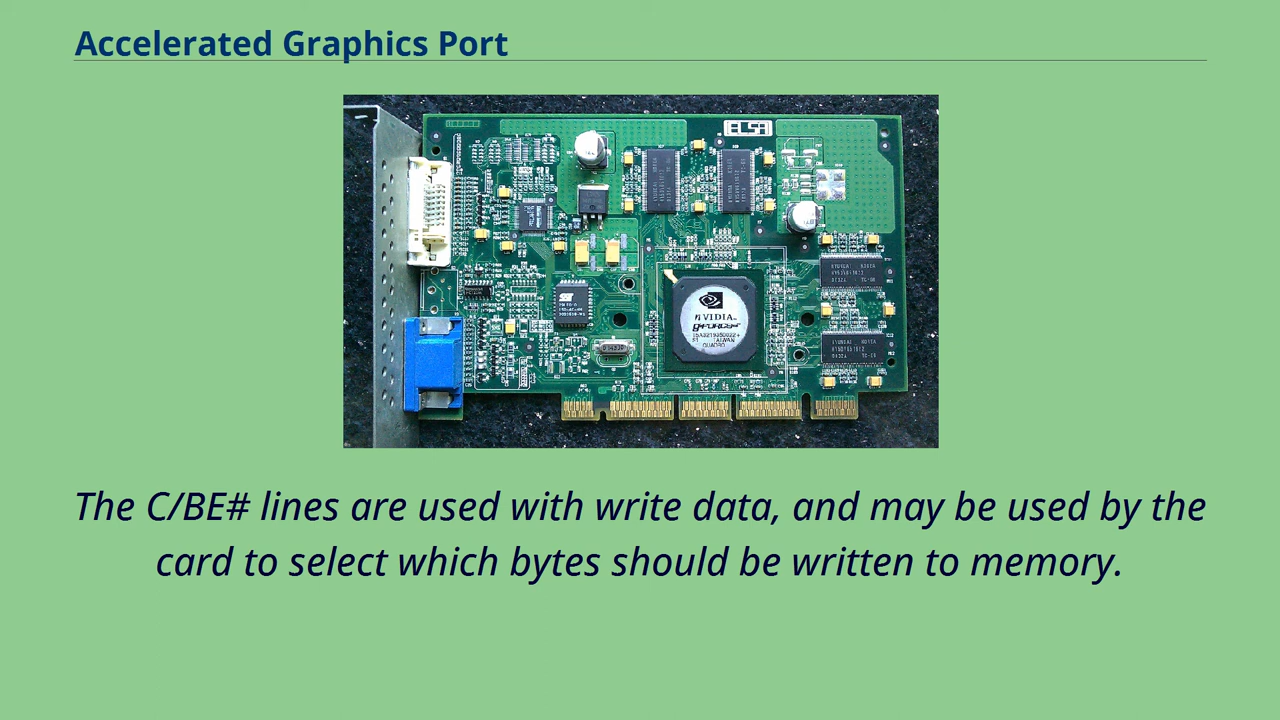 Accelerated Graphics Port
ELSA
NVIDIA
GEFORCE
TAIWAN
QUADRO
The C/BE# lines are used with write data, and may be used by the
card to select which bytes should be written to memory.